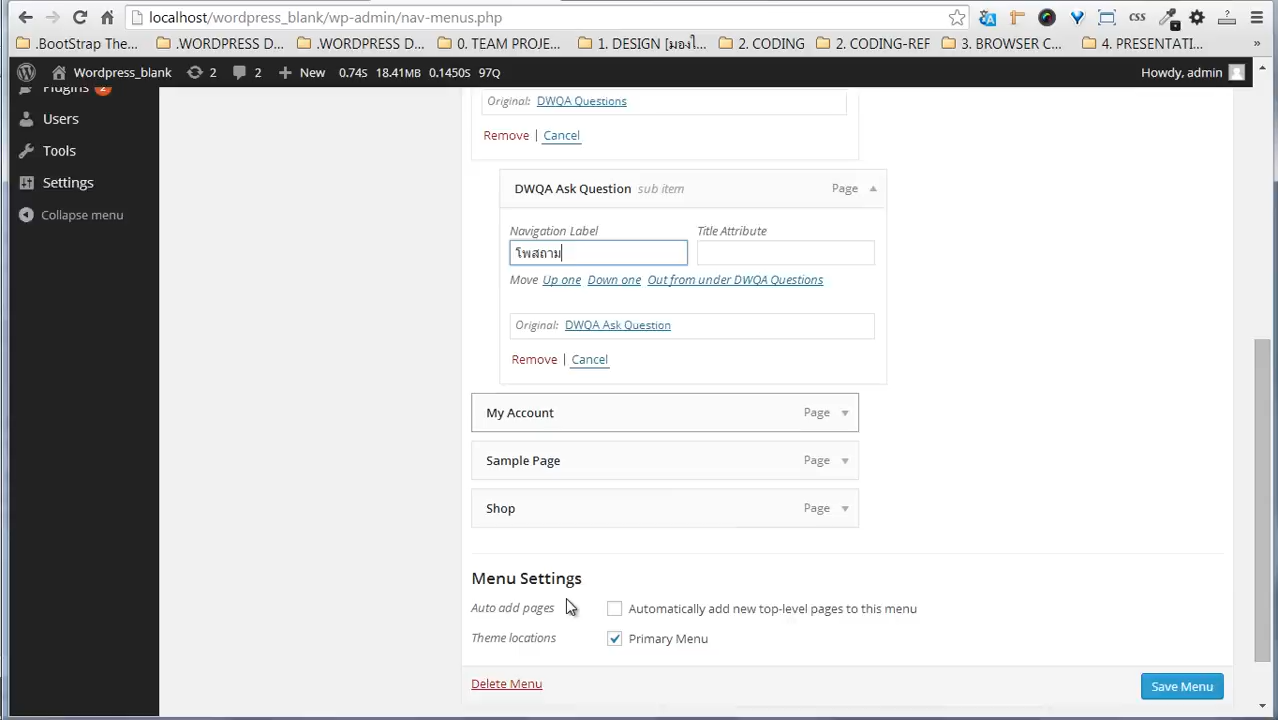 localhost/wordpress_blank/wp-admin/nav-menus.php
.BootStrap The... .WORDPRESS D... .WORDPRESS D... 0. TEAM PROJE... 1. DESIGN [มองโ... 2. CODING 2. CODING-REF 3. BROWSER C... 4. PRESENTATI... »
Wordpress_blank 2 2 New 0.74S 18.41MB 0.1450S 97Q Howdy, admin
Plugins 2
Users
Tools
Settings
Collapse menu
Original: DWQA Questions
Remove | Cancel
DWQA Ask Question sub item Page
Navigation Label Title Attribute
โพสถาม
Move Up one Down one Out from under DWQA Questions
Original: DWQA Ask Question
Remove | Cancel
My Account Page
Sample Page Page
Shop Page
Menu Settings
Auto add pages Automatically add new top-level pages to this menu
Theme locations Primary Menu
Delete Menu Save Menu